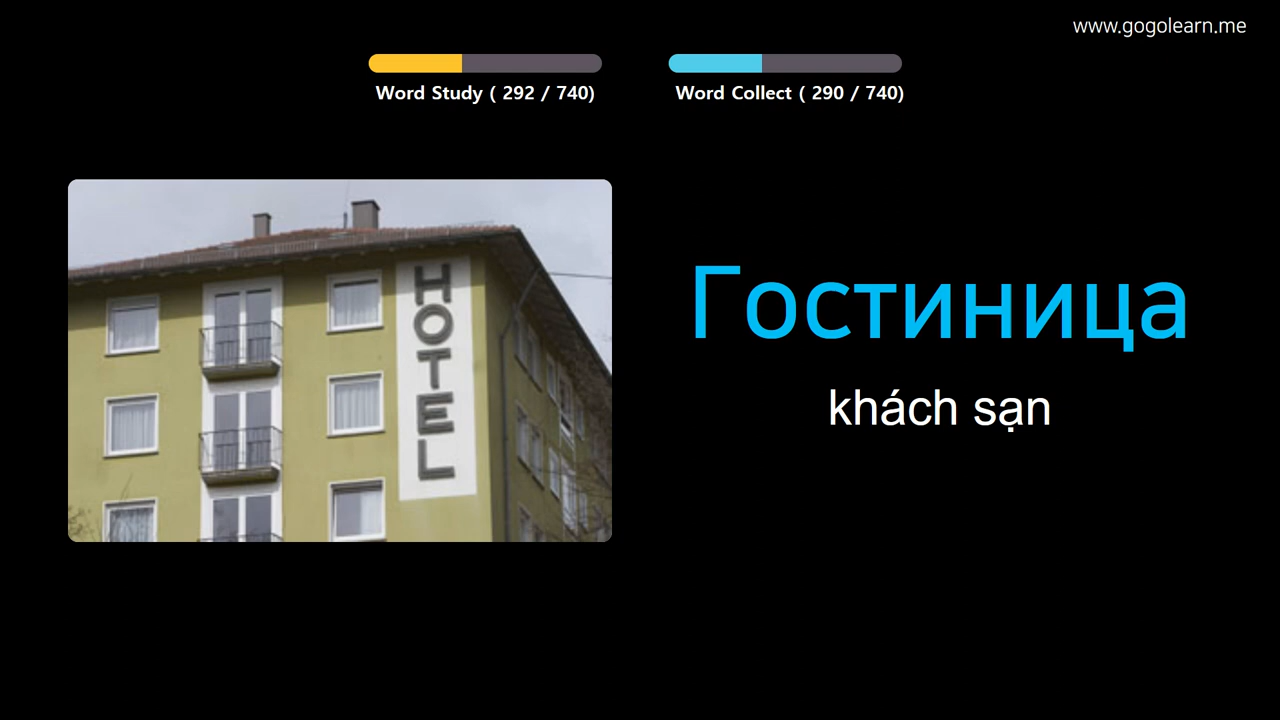 www.gogolearn.me
Word Study ( 292 / 740)
Word Collect ( 290 / 740)
HOTEL
Гостиница
khách sạn